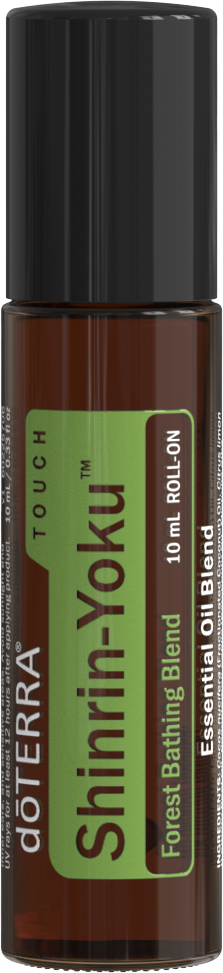 UV rays for at least 12 hours after applying product. 10 mL / 0.33 fl oz
dōTERRA®
TOUCH
Shinrin-Yoku™
Forest Bathing Blend
10 mL ROLL-ON
Essential Oil Blend